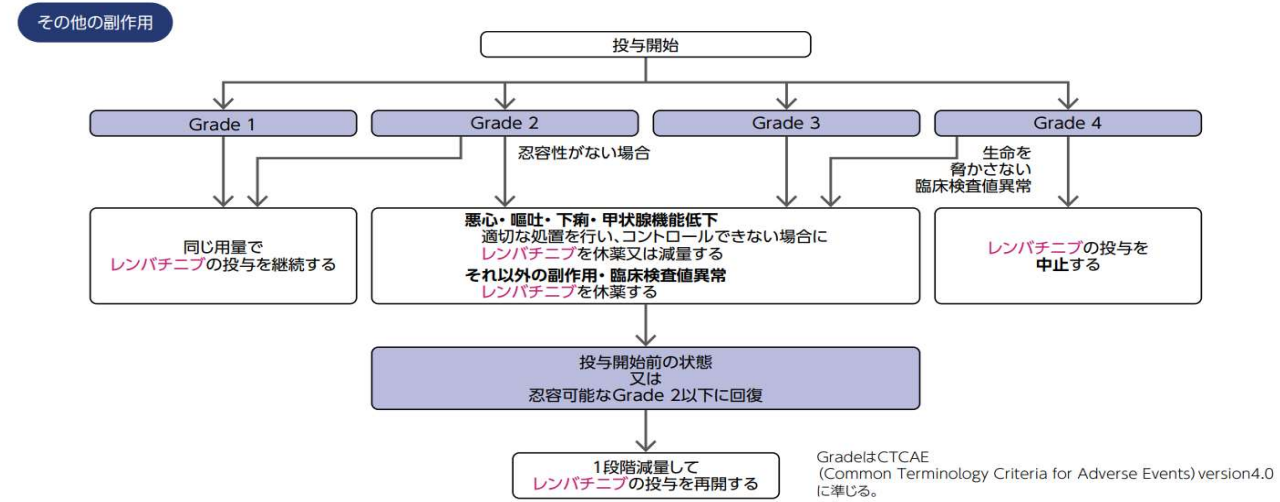 その他の副作用
投与開始
Grade 1
Grade 2
Grade 3
Grade 4
忍容性がない場合
生命を
脅かさない
臨床検査値異常
同じ用量で
レンバチニブの投与を継続する
悪心・嘔吐・下痢・甲状腺機能低下
適切な処置を行い、コントロールできない場合に
レンバチニブを休薬又は減量する
それ以外の副作用・臨床検査値異常
レンバチニブを休薬する
レンバチニブの投与を
中止する
投与開始前の状態
又は
忍容可能なGrade 2以下に回復
1段階減量して
レンバチニブの投与を再開する
GradeはCTCAE
(Common Terminology Criteria for Adverse Events) version4.0
に準じる。